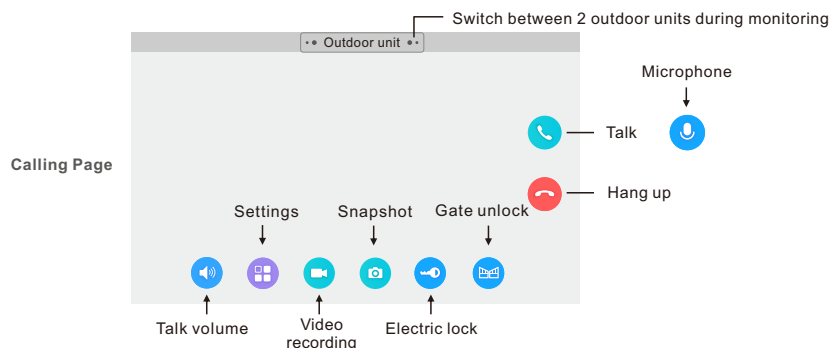 Switch between 2 outdoor units during monitoring
Outdoor unit
Microphone
Talk
Calling Page
Hang up
Settings
Snapshot
Gate unlock
Talk volume
Video
recording
Electric lock